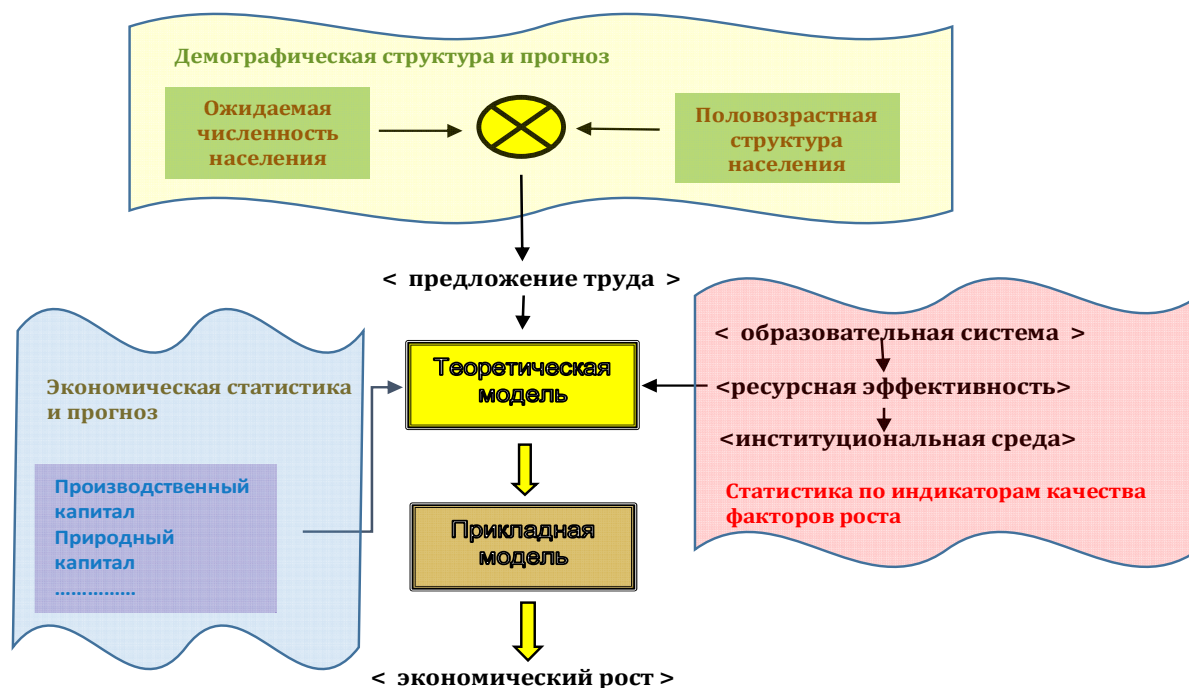 Демографическая структура и прогноз
Ожидаемая
численность
населения
Половозрастная
структура
населения
< предложение труда >
Экономическая статистика
и прогноз
Производственный
капитал
Природный
капитал
……………
Теоретическая
модель
Прикладная
модель
< экономический рост >
< образовательная система >
<ресурсная эффективность>
<институциональная среда>
Статистика по индикаторам качества
факторов роста